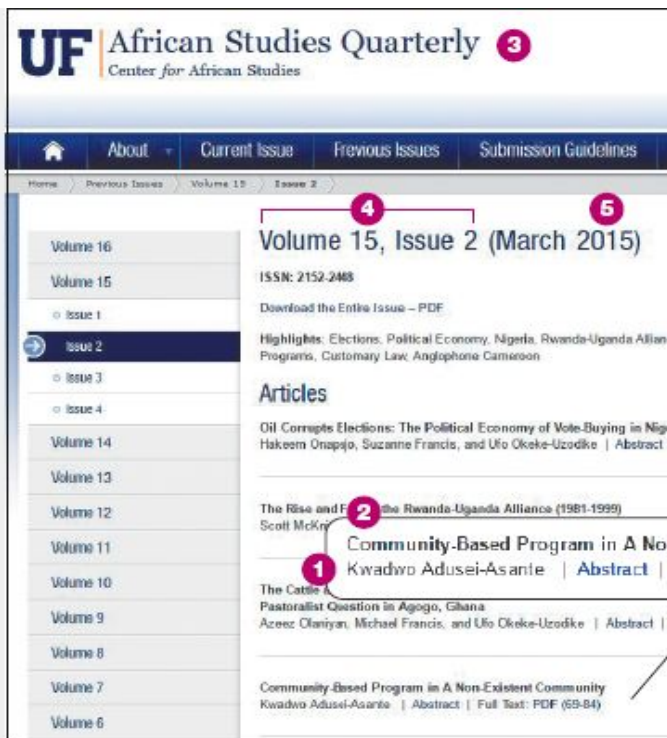 UF African Studies Quarterly 3
Center for African Studies
About Current Issue Previous Issues Submission Guidelines
Home Previous Issues Volume 15 Issue 2
4 5
Volume 15, Issue 2 (March 2015)
ISSN: 2152-2448
Download the Entire Issue – PDF
Highlights: Elections, Political Economy, Nigeria, Rwanda-Uganda
Programs, Customary Law, Anglophone Cameroon
Articles
Oil Corrupts Elections: The Political Economy of Vote-Buying in
Hakeem Onapajo, Suzanne Francis, and Ufo Okeke-Uzodike | Abstract
The Rise and the Rwanda-Uganda Alliance (1981-1999)
Scott
2
Community-Based Program in A
1 Kwadwo Adusei-Asante | Abstract |
The Cattle
Pastoralist Question in Agogo, Ghana
Azeez Olaniyan, Michael Francis, and Ufo Okeke-Uzodike | Abstract |
Community-Based Program in A Non-Existent Community
Kwadwo Adusei-Asante | Abstract | Full Text: PDF (69-84)
Volume 16
Volume 15
Issue 1
Issue 2
Issue 3
Issue 4
Volume 14
Volume 13
Volume 12
Volume 11
Volume 10
Volume 9
Volume 8
Volume 7
Volume 6